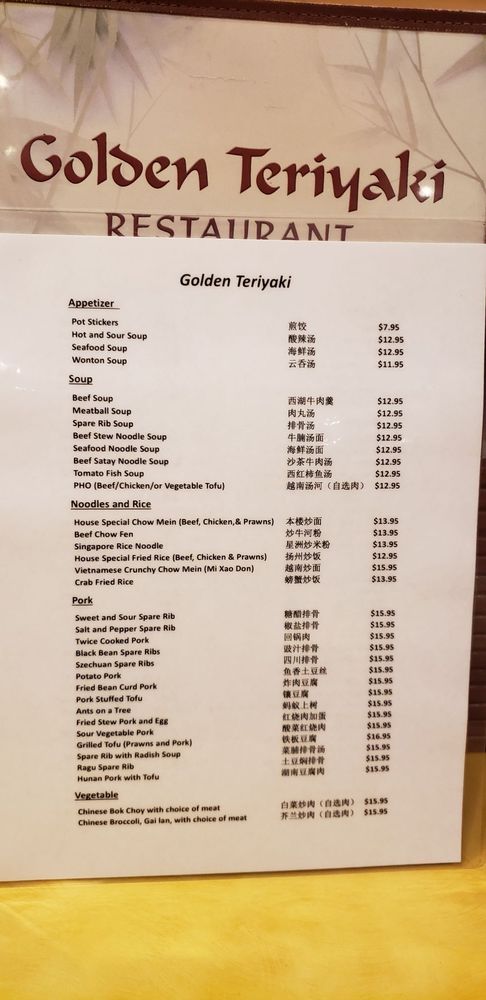 Golden Teriyaki
RESTAURANT
Golden Teriyaki
Appetizer
Pot Stickers 煎饺 $7.95
Hot and Sour Soup 酸辣汤 $12.95
Seafood Soup 海鲜汤 $12.95
Wonton Soup 云吞汤 $11.95
Soup
Beef Soup 西湖牛肉羹 $12.95
Meatball Soup 肉丸汤 $12.95
Spare Rib Soup 排骨汤 $12.95
Beef Stew Noodle Soup 牛腩汤面 $12.95
Seafood Noodle Soup 海鲜汤面 $12.95
Beef Satay Noodle Soup 沙茶牛肉汤 $12.95
Tomato Fish Soup 西红柿鱼汤 $12.95
PHO (Beef/Chicken/or Vegetable Tofu) 越南汤河（自选肉） $12.95
Noodles and Rice
House Special Chow Mein (Beef, Chicken,& Prawns) 本楼炒面 $13.95
Beef Chow Fen 炒牛河粉 $13.95
Singapore Rice Noodle 星洲炒米粉 $13.95
House Special Fried Rice (Beef, Chicken & Prawns) 扬州炒饭 $12.95
Vietnamese Crunchy Chow Mein (Mi Xao Don) 越南炒面 $15.95
Crab Fried Rice 螃蟹炒饭 $13.95
Pork
Sweet and Sour Spare Rib 糖醋排骨 $15.95
Salt and Pepper Spare Rib 椒盐排骨 $15.95
Twice Cooked Pork 回锅肉 $15.95
Black Bean Spare Ribs 豉汁排骨 $15.95
Szechuan Spare Ribs 四川排骨 $15.95
Potato Pork 鱼香土豆丝 $15.95
Fried Bean Curd Pork 炸肉豆腐 $15.95
Pork Stuffed Tofu 镶豆腐 $15.95
Ants on a Tree 蚂蚁上树 $15.95
Fried Stew Pork and Egg 红烧肉加蛋 $15.95
Sour Vegetable Pork 酸菜红烧肉 $15.95
Grilled Tofu (Prawns and Pork) 铁板豆腐 $16.95
Spare Rib with Radish Soup 菜脯排骨汤 $15.95
Ragu Spare Rib 土豆焖排骨 $15.95
Hunan Pork with Tofu 湖南豆腐肉 $15.95
Vegetable
Chinese Bok Choy with choice of meat 白菜炒肉（自选肉） $15.95
Chinese Broccoli, Gai lan, with choice of meat 芥兰炒肉（自选肉） $15.95